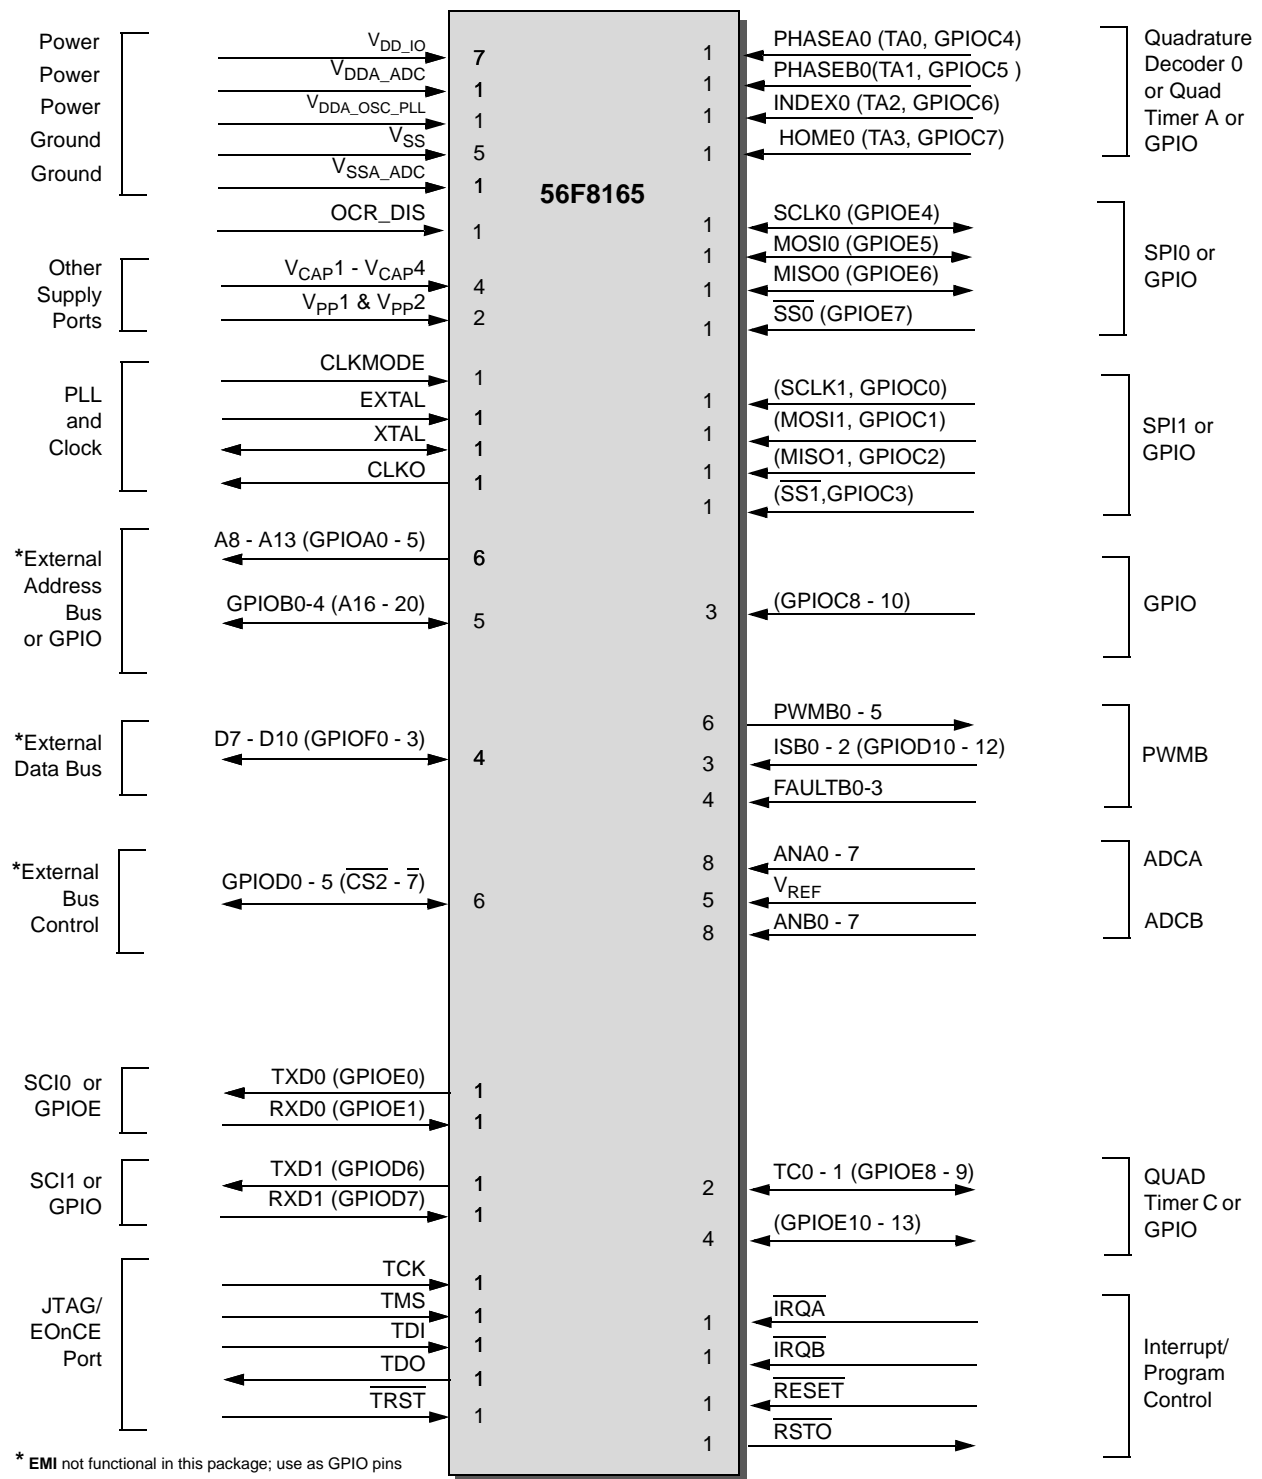 56F8165
Power
Power
Power
Ground
Ground
VDD_IO
7
VDDA_ADC
1
VDDA_OSC_PLL
1
VSS
5
VSSA_ADC
1
OCR_DIS
1
Other
Supply
Ports
VCAP1 - VCAP4
4
VPP1 & VPP2
2
PLL
and
Clock
CLKMODE
1
EXTAL
1
XTAL
1
CLKO
1
*External
Address
Bus
or GPIO
A8 - A13 (GPIOA0 - 5)
6
GPIOB0-4 (A16 - 20)
5
*External
Data Bus
D7 - D10 (GPIOF0 - 3)
4
*External
Bus
Control
GPIOD0 - 5 (CS2 - 7)
6
SCI0 or
GPIOE
TXD0 (GPIOE0)
1
RXD0 (GPIOE1)
1
SCI1 or
GPIO
TXD1 (GPIOD6)
1
RXD1 (GPIOD7)
1
JTAG/
EOnCE
Port
TCK
1
TMS
1
TDI
1
TDO
1
TRST
1
1
PHASEA0 (TA0, GPIOC4)
1
PHASEB0(TA1, GPIOC5 )
1
INDEX0 (TA2, GPIOC6)
1
HOME0 (TA3, GPIOC7)
Quadrature
Decoder 0
or Quad
Timer A or
GPIO
1
SCLK0 (GPIOE4)
1
MOSI0 (GPIOE5)
1
MISO0 (GPIOE6)
1
SS0 (GPIOE7)
SPI0 or
GPIO
1
(SCLK1, GPIOC0)
1
(MOSI1, GPIOC1)
1
(MISO1, GPIOC2)
1
(SS1,GPIOC3)
SPI1 or
GPIO
3
(GPIOC8 - 10)
GPIO
6
PWMB0 - 5
3
ISB0 - 2 (GPIOD10 - 12)
4
FAULTB0-3
PWMB
8
ANA0 - 7
5
VREF
8
ANB0 - 7
ADCA
ADCB
2
TC0 - 1 (GPIOE8 - 9)
4
(GPIOE10 - 13)
QUAD
Timer C or
GPIO
1
IRQA
1
IRQB
1
RESET
1
RSTO
Interrupt/
Program
Control
* EMI not functional in this package; use as GPIO pins